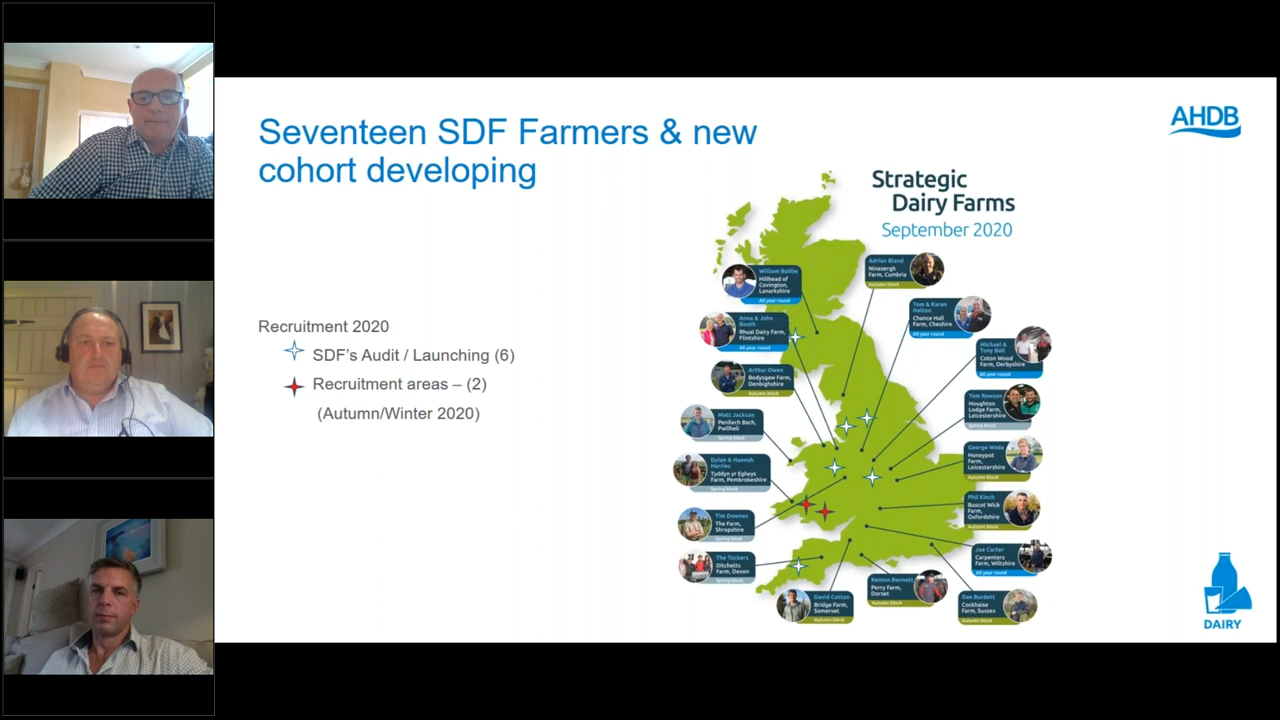 Seventeen SDF Farmers & new
cohort developing
AHDB
Strategic
Dairy Farms
September 2020
Recruitment 2020
SDF's Audit / Launching (6)
Recruitment areas – (2)
(Autumn/Winter 2020)
William Baillie
Hillhead of
Covington,
Lanarkshire
All year round
Anna & John
Booth
Rhual Dairy Farm,
Flintshire
All year round
Arthur Owen
Bodysgaw Farm,
Denbighshire
Autumn block
Matt Jackson
Penllech Bach,
Pwllheli
Spring block
Dylan & Hannah
Harries
Tyddyn yr Eglwys
Farm, Pembrokeshire
Spring block
Tim Downes
The Farm,
Shropshire
Spring block
The Tuckers
Ditchetts
Farm, Devon
Spring block
David Cotton
Bridge Farm,
Somerset
Autumn block
Adrian Bland
Ninezergh
Farm, Cumbria
Autumn block
Tom & Karen
Halton
Chance Hall
Farm, Cheshire
All year round
Michael &
Tony Ball
Coton Wood
Farm, Derbyshire
All year round
Tom Rawson
Houghton
Lodge Farm,
Leicestershire
Spring block
George Wade
Honeypot
Farm,
Leicestershire
Autumn block
Phil Kinch
Buscot Wick
Farm,
Oxfordshire
Autumn block
Joe Carter
Carpenters
Farm, Wiltshire
All year round
Kenton Bennett
Perry Farm,
Dorset
Autumn block
Dan Burdett
Cockhaise
Farm, Sussex
Autumn block
DAIRY